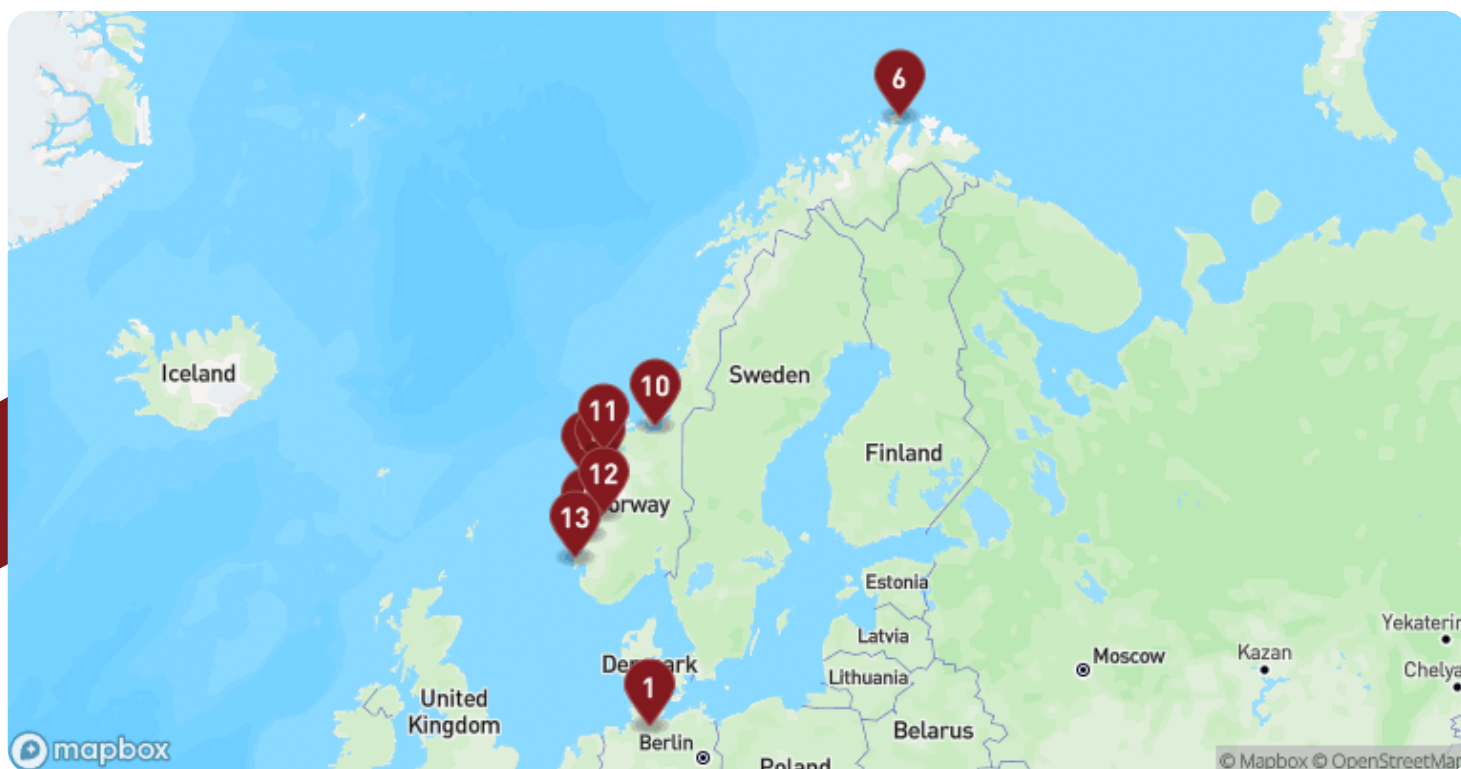 6
Iceland
Sweden
10
11
Finland
12
orway
13
Estonia
Latvia
Yekaterin
Moscow
Kazan
Denmark
Lithuania
Chelya
1
United
Kingdom
Belarus
Berlin
Poland
mapbox
© Mapbox © OpenStreetMap